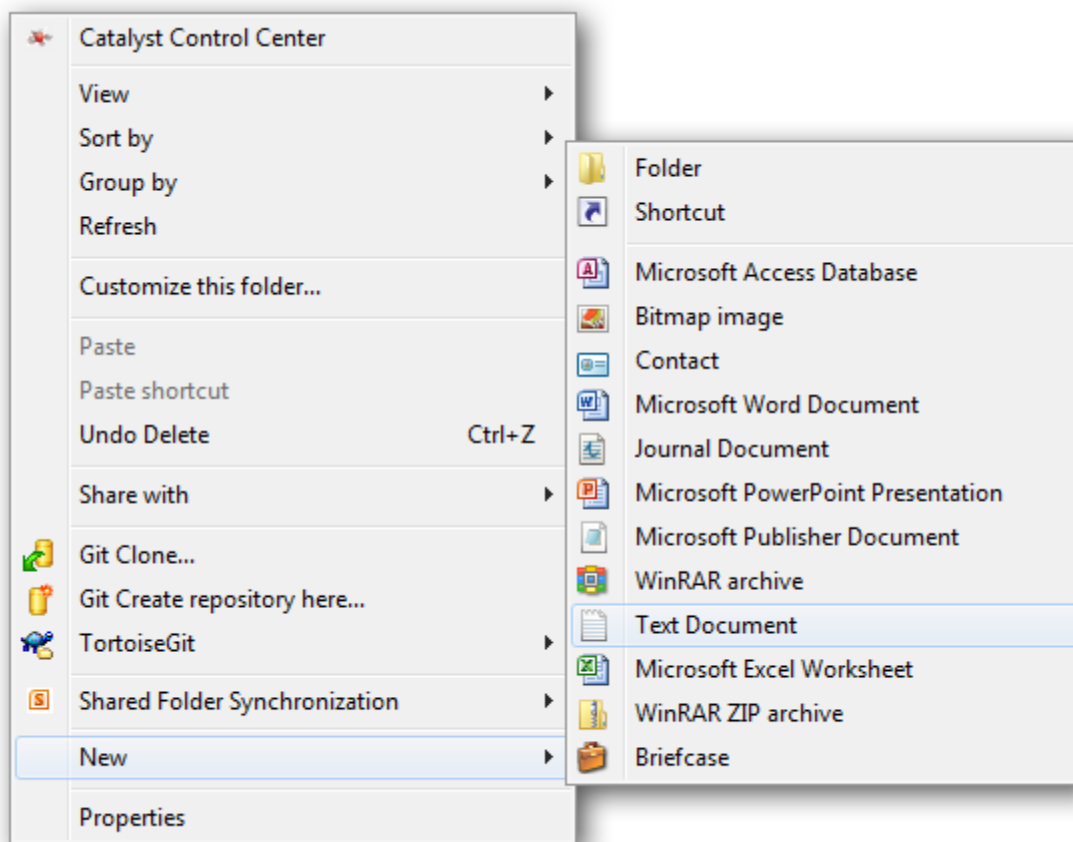 Catalyst Control Center
View
Sort by
Group by
Refresh
Customize this folder...
Paste
Paste shortcut
Undo Delete Ctrl+Z
Share with
Git Clone...
Git Create repository here...
TortoiseGit
Shared Folder Synchronization
New
Properties
Folder
Shortcut
Microsoft Access Database
Bitmap image
Contact
Microsoft Word Document
Journal Document
Microsoft PowerPoint Presentation
Microsoft Publisher Document
WinRAR archive
Text Document
Microsoft Excel Worksheet
WinRAR ZIP archive
Briefcase